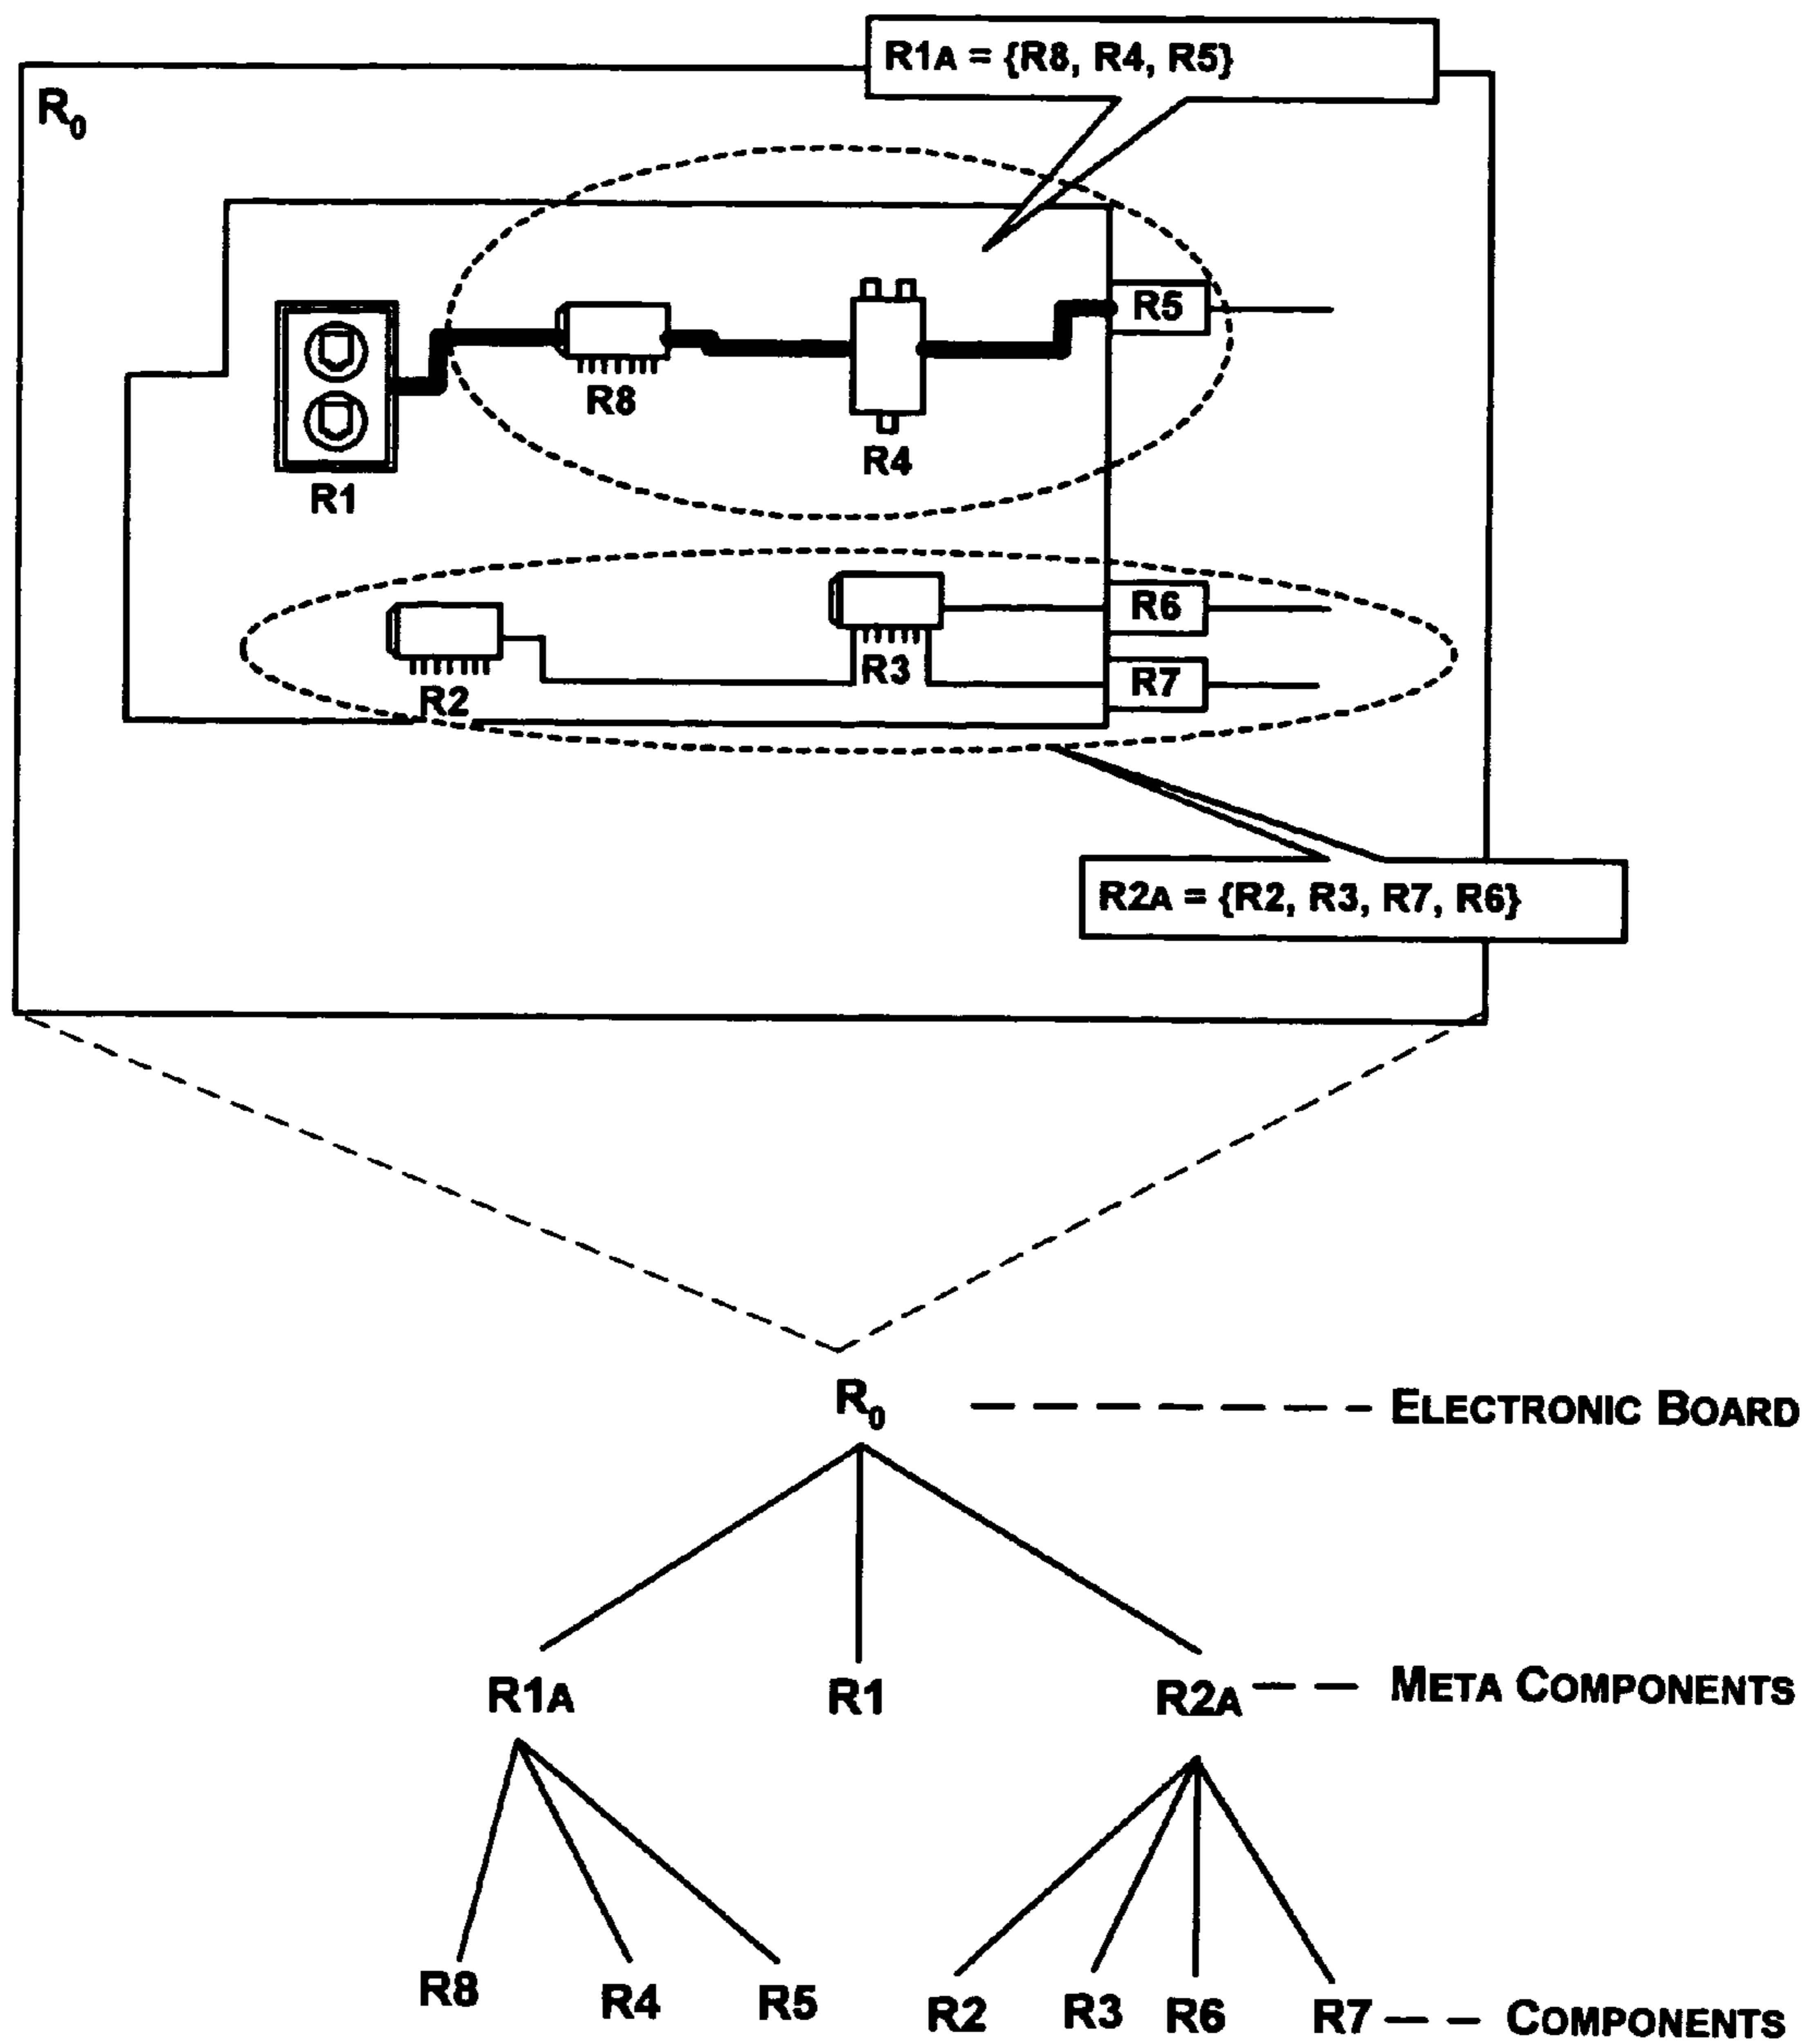 R1A = {R8, R4, R5}
R0
R5
R8
R4
R1
R6
R3
R7
R2
R2A = {R2, R3, R7, R6}
R0 ELECTRONIC BOARD
R1A R1 R2A META COMPONENTS
R8 R4 R5 R2 R3 R6 R7 COMPONENTS